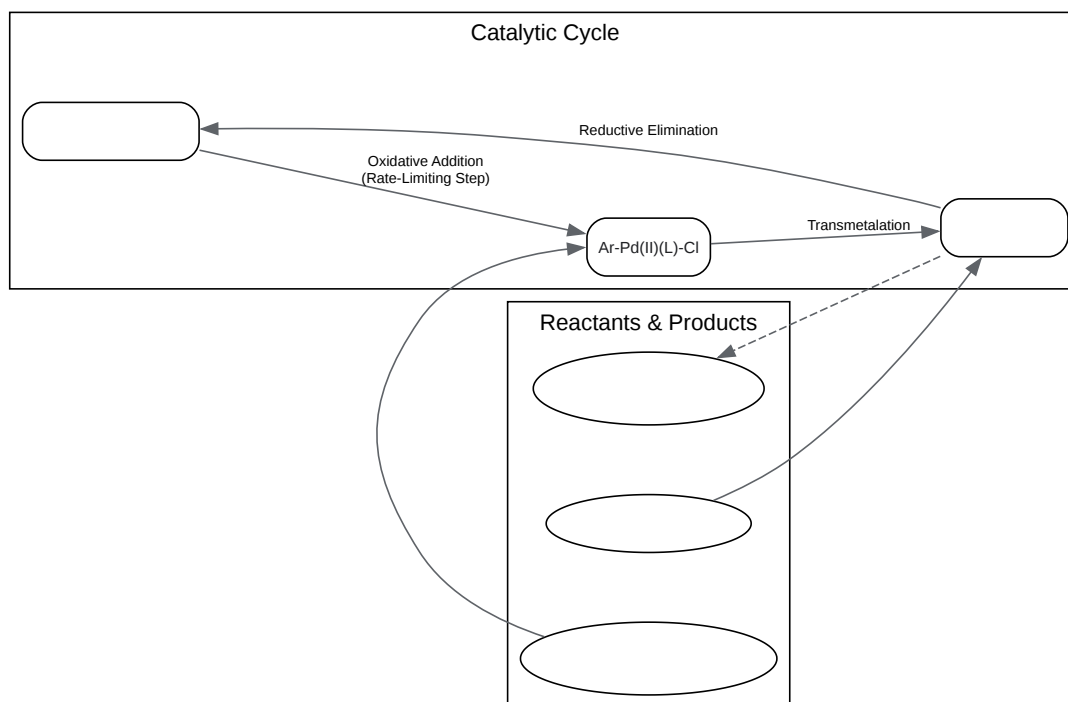 Catalytic Cycle
Reductive Elimination
Oxidative Addition
(Rate-Limiting Step)
Transmetalation
Ar-Pd(II)(L)-Cl
Reactants & Products